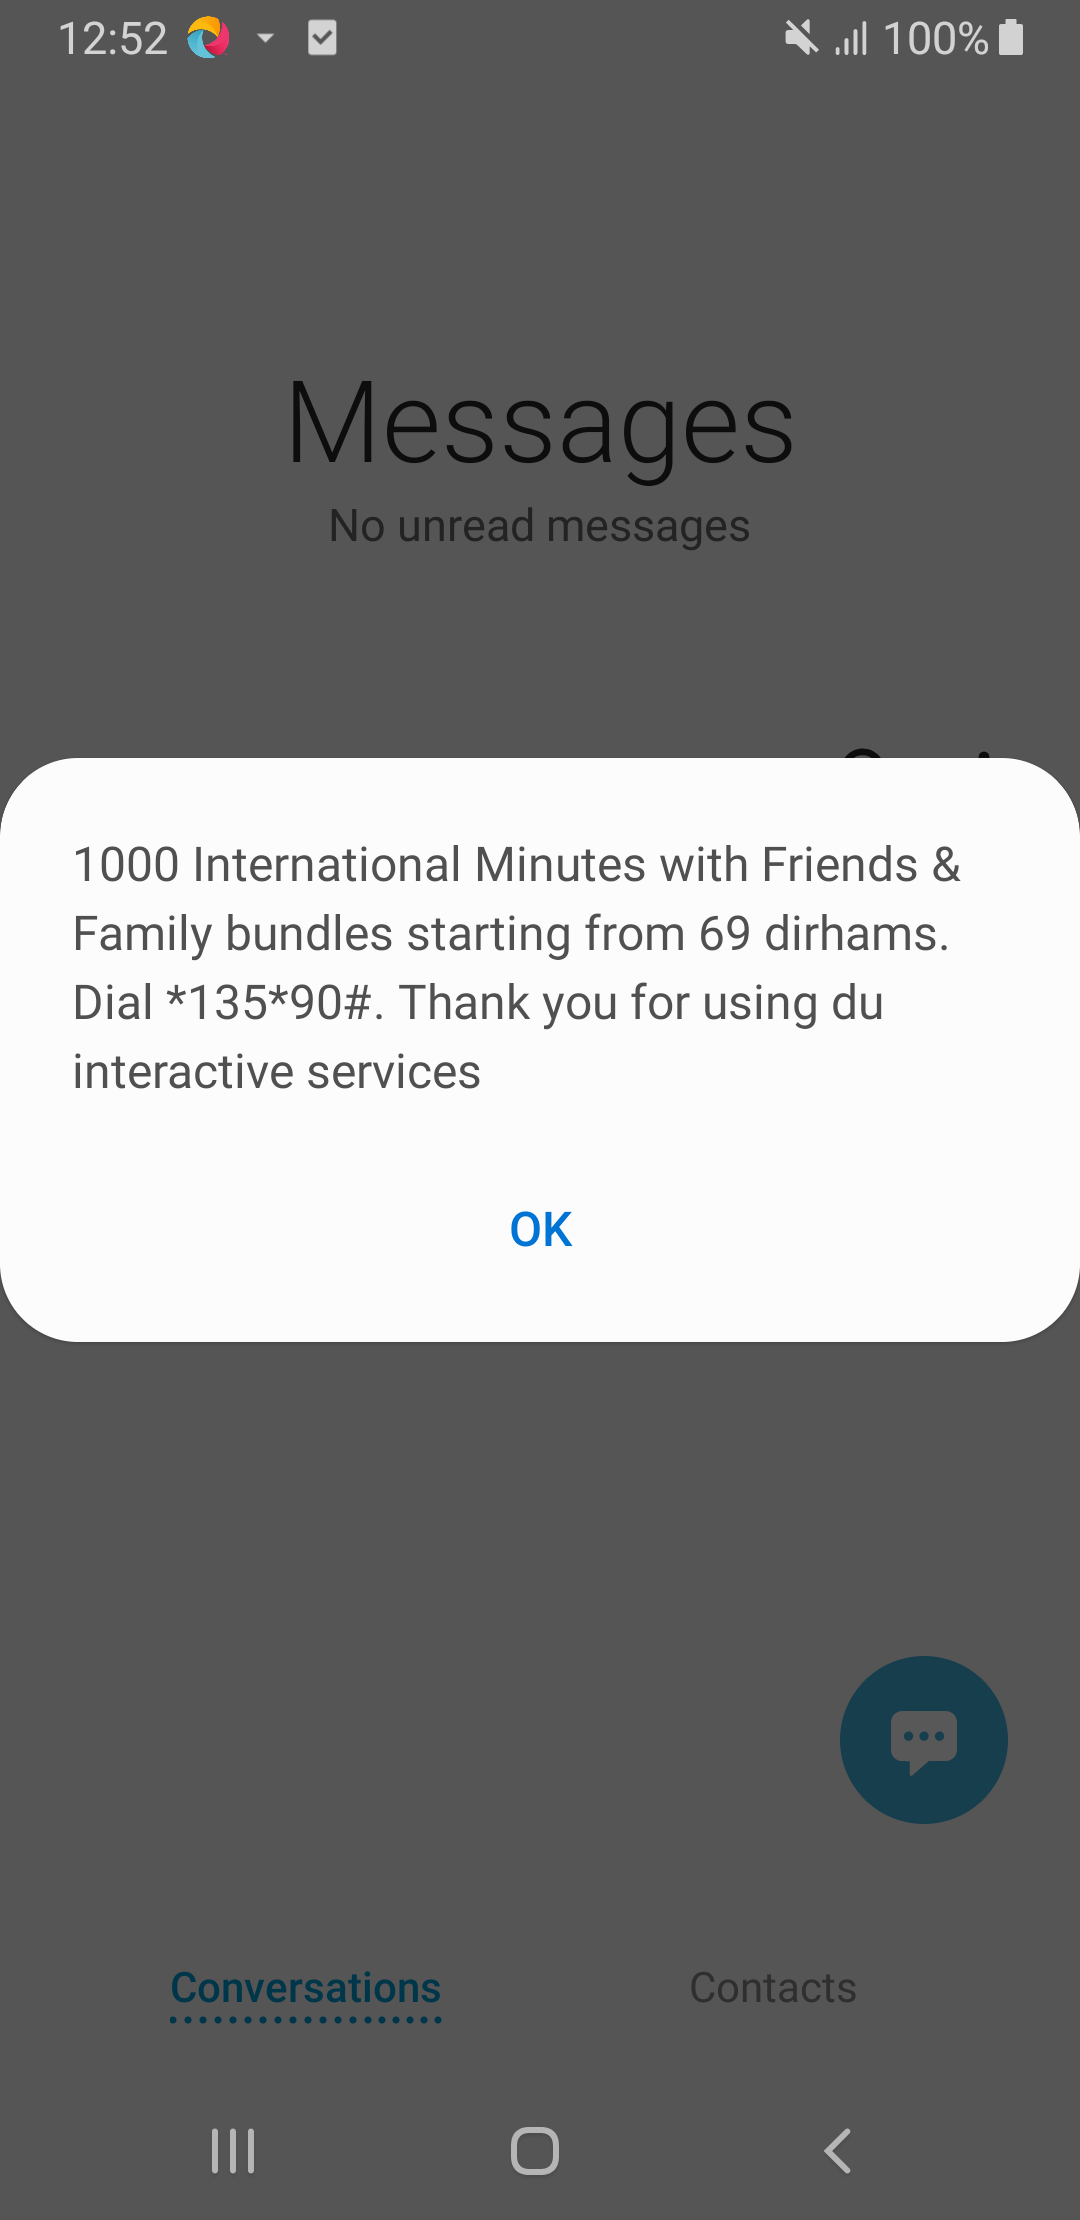 12:52
100%
Messages
No unread messages
1000 International Minutes with Friends &
Family bundles starting from 69 dirhams.
Dial *135*90#. Thank you for using du
interactive services
OK
Conversations
Contacts